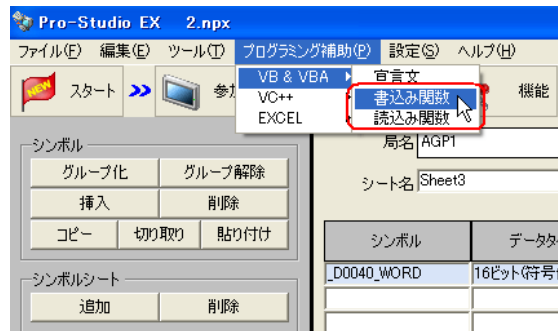 Pro-Studio EX 2.npx
ファイル(F) 編集(E) ツール(T) プログラミング補助(P) 設定(S) ヘルプ(H)
NEW スタート 機能
VB & VBA 宣言文
VC++ 書込み関数
EXCEL 読込み関数
シンボル
グループ化 グループ解除
挿入 削除
コピー 切り取り 貼り付け
シンボルシート
追加 削除
局名 AGP1
シート名 Sheet3
シンボル
_D0040_WORD 16ビット(符号